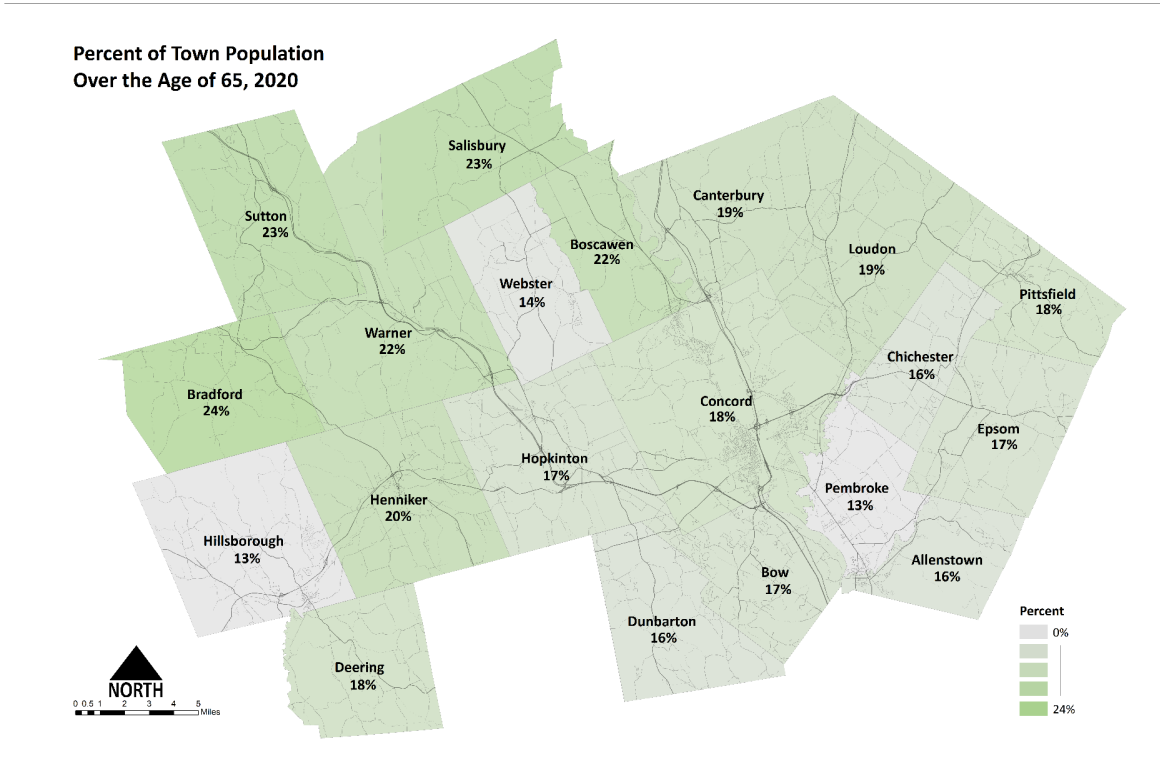 Percent of Town Population
Over the Age of 65, 2020
Salisbury
23%
Sutton
23%
Canterbury
19%
Boscawen
22%
Loudon
19%
Webster
14%
Pittsfield
18%
Warner
22%
Chichester
16%
Bradford
24%
Concord
18%
Epsom
17%
Hopkinton
17%
Henniker
20%
Pembroke
13%
Hillsborough
13%
Allenstown
16%
Bow
17%
Dunbarton
16%
Deering
18%
Percent
0%
24%
NORTH
0 0.5 1 2 3 4 5
Miles